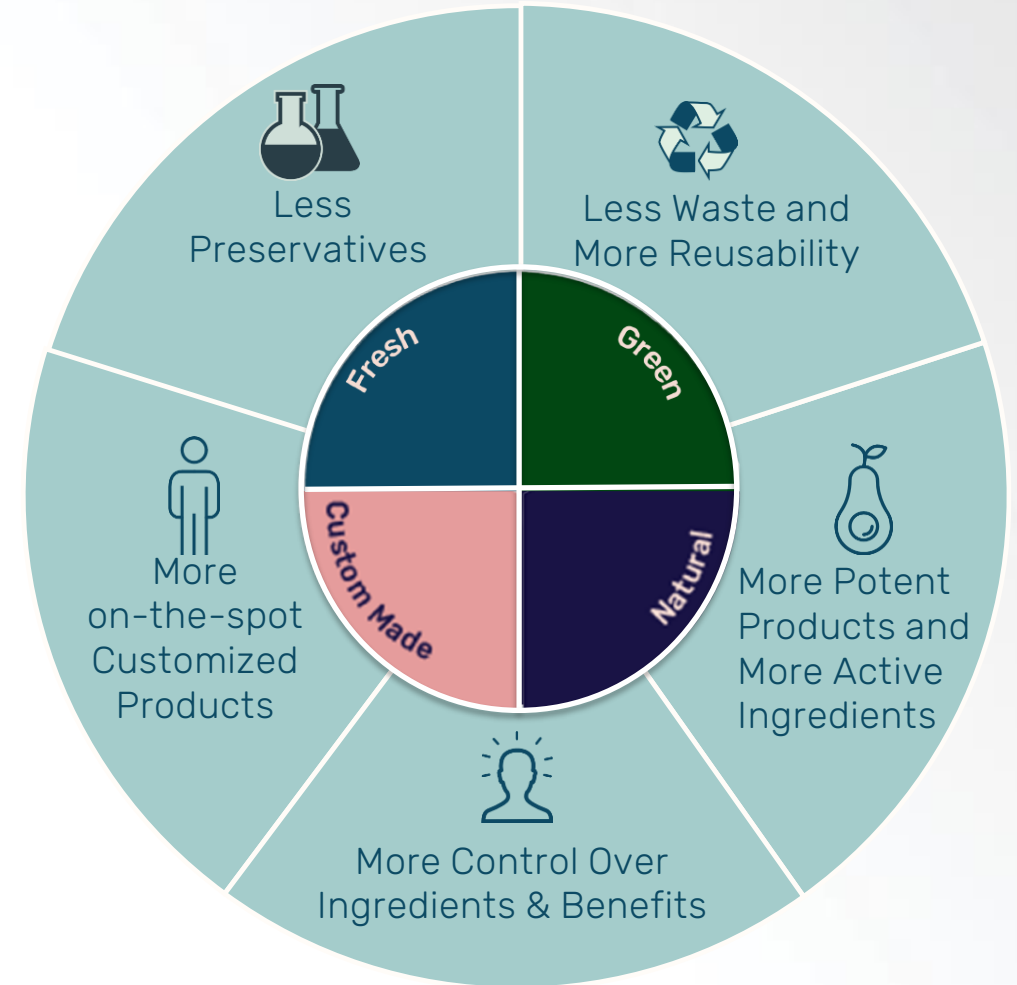 Less
Preservatives
Less Waste and
More Reusability
Fresh
Green
Custom Made
Natural
More
on-the-spot
Customized
Products
More Potent
Products and
More Active
Ingredients
More Control Over
Ingredients & Benefits